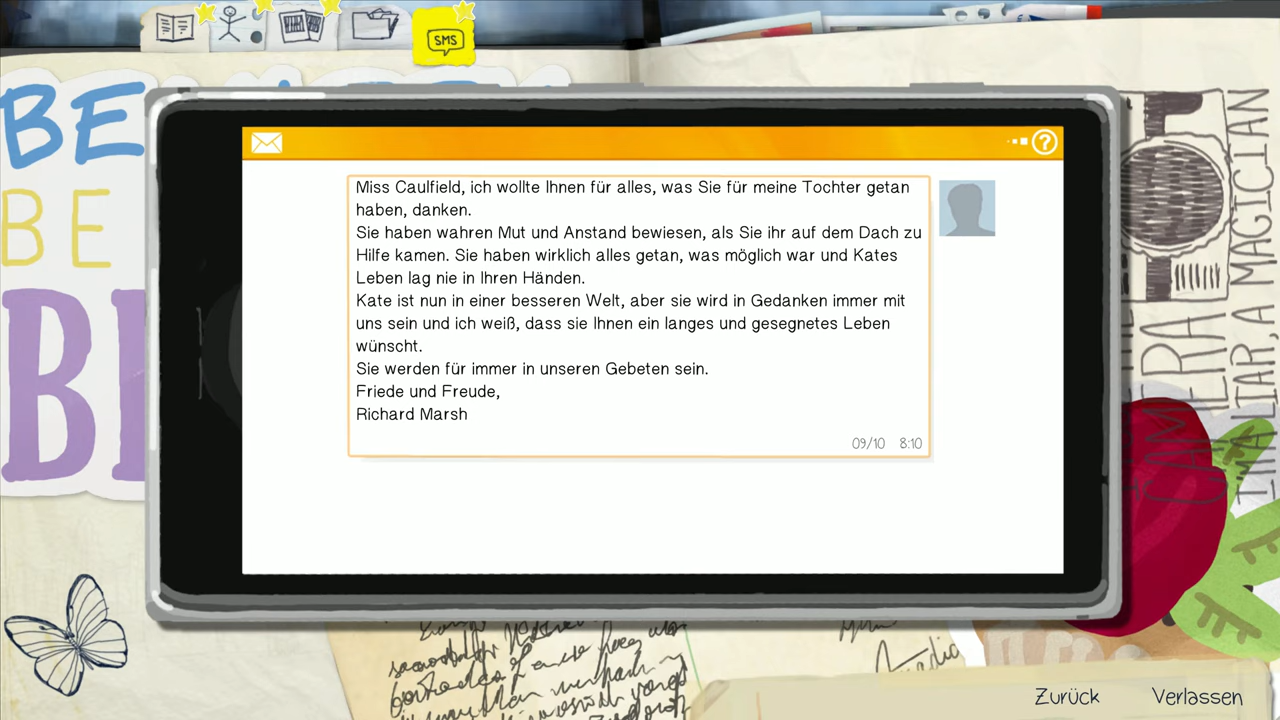 SMS
BE
BE
Miss Caulfield, ich wollte Ihnen für alles, was Sie für meine Tochter getan
haben, danken.
Sie haben wahren Mut und Anstand bewiesen, als Sie ihr auf dem Dach zu
Hilfe kamen. Sie haben wirklich alles getan, was möglich war und Kates
Leben lag nie in Ihren Händen.
Kate ist nun in einer besseren Welt, aber sie wird in Gedanken immer mit
uns sein und ich weiß, dass sie Ihnen ein langes und gesegnetes Leben
wünscht.
Sie werden für immer in unseren Gebeten sein.
Friede und Freude,
Richard Marsh
09/10 8:10
CAMERA
A MAGICIAN
Zurück Verlassen